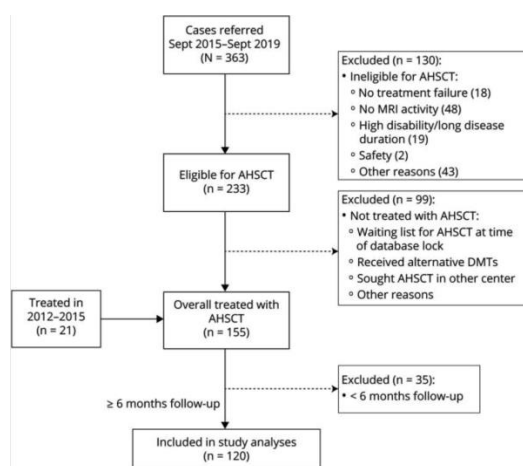 Cases referred
Sept 2015–Sept 2019
(N = 363)
Excluded (n = 130):
• Ineligible for AHSCT:
○ No treatment failure (18)
○ No MRI activity (48)
○ High disability/long disease
duration (19)
○ Safety (2)
○ Other reasons (43)
Eligible for AHSCT
(n = 233)
Excluded (n = 99):
• Not treated with AHSCT:
○ Waiting list for AHSCT at time
of database lock
○ Received alternative DMTs
○ Sought AHSCT in other center
○ Other reasons
Treated in
2012–2015
(n = 21)
Overall treated with
AHSCT
(n = 155)
Excluded (n = 35):
• < 6 months follow-up
≥ 6 months follow-up
Included in study analyses
(n = 120)